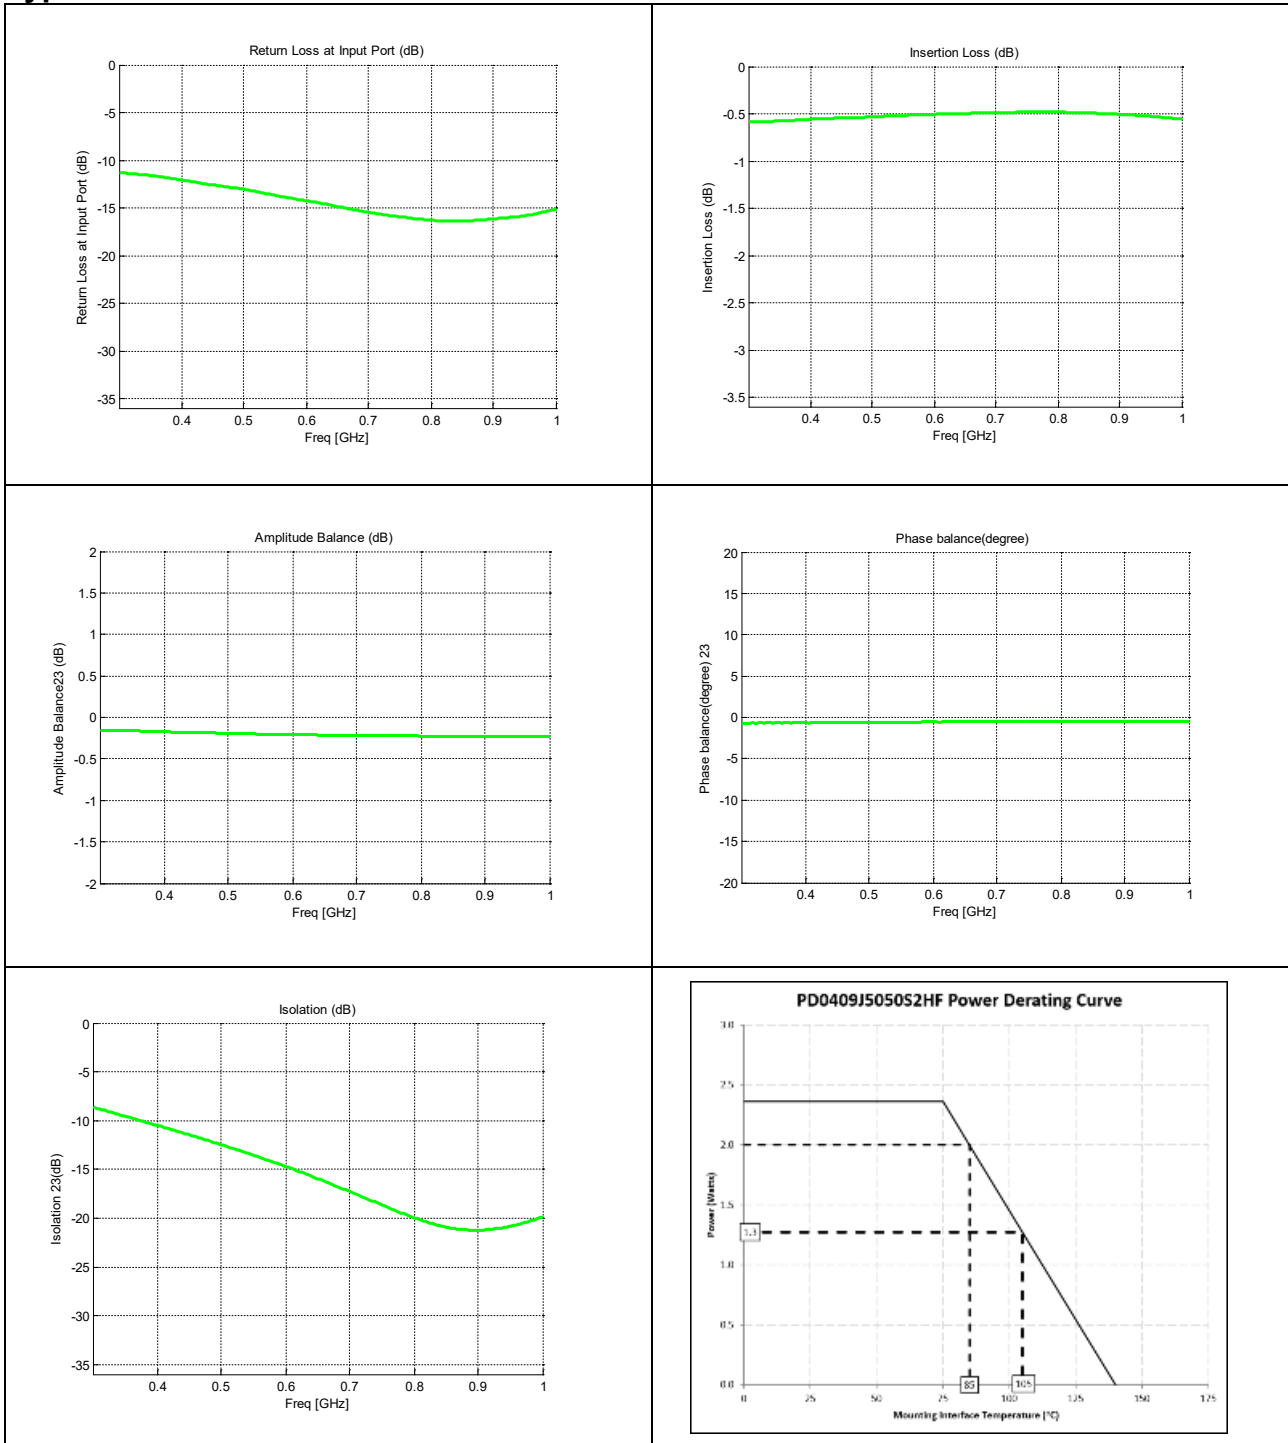 Return Loss at Input Port (dB)
0
-5
-10
-15
-20
-25
-30
-35
Return Loss at Input Port (dB)
0.4 0.5 0.6 0.7 0.8 0.9 1
Freq [GHz]
Insertion Loss (dB)
0
-0.5
-1
-1.5
-2
-2.5
-3
-3.5
Insertion Loss (dB)
0.4 0.5 0.6 0.7 0.8 0.9 1
Freq [GHz]
Amplitude Balance (dB)
2
1.5
1
0.5
0
-0.5
-1
-1.5
-2
Amplitude Balance23 (dB)
0.4 0.5 0.6 0.7 0.8 0.9 1
Freq [GHz]
Phase balance(degree)
20
15
10
5
0
-5
-10
-15
-20
Phase balance(degree) 23
0.4 0.5 0.6 0.7 0.8 0.9 1
Freq [GHz]
Isolation (dB)
0
-5
-10
-15
-20
-25
-30
-35
Isolation 23(dB)
0.4 0.5 0.6 0.7 0.8 0.9 1
Freq [GHz]
PD0409J5050S2HF Power Derating Curve
3.0
2.5
2.0
1.5
1.3
1.0
0.5
0.0
Power (Watts)
85 105
0 25 50 75 100 125 150 175
Mounting Interface Temperature (°C)